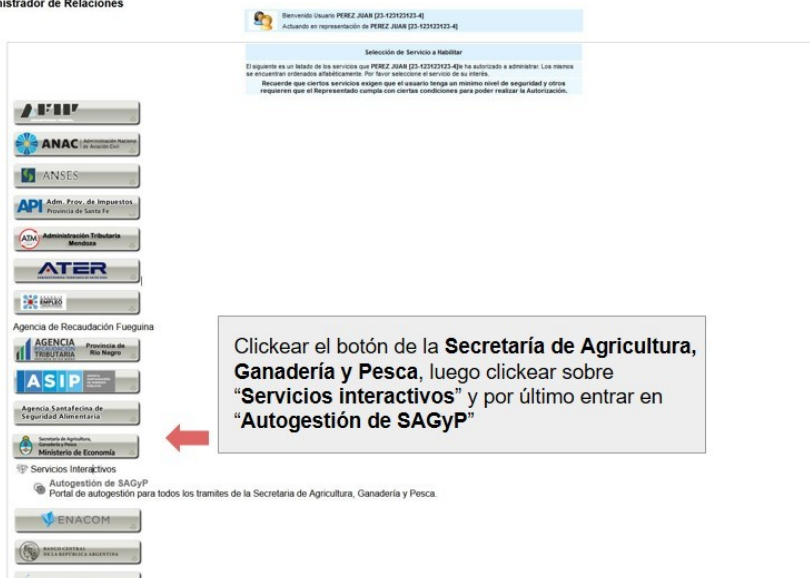 nistrador de Relaciones
Bienvenido Usuario PEREZ JUAN [23-123123123-4]
Actuando en representación de PEREZ JUAN [23-123123123-4]
Selección de Servicio a Habilitar
El siguiente es un listado de los servicios que PEREZ JUAN [23-123123123-4]le ha autorizado a administrar. Los mismos
se encuentran ordenados alfabéticamente. Por favor seleccione el servicio de su interés.
Recuerde que ciertos servicios exigen que el usuario tenga un mínimo nivel de seguridad y otros
requieren que el Representado cumpla con ciertas condiciones para poder realizar la Autorización.
AFIP
ANAC Administración Nacional
de Aviación Civil
ANSES
API Adm. Prov. de Impuestos
Provincia de Santa Fe
ATM Administración Tributaria
Mendoza
ATER
EMPLEO
Agencia de Recaudación Fueguina
AGENCIA
RECAUDACIÓN
TRIBUTARIA
Provincia de
Río Negro
ASIP
Agencia Santafecina de
Seguridad Alimentaria
Secretaría de Agricultura,
Ganadería y Pesca
Ministerio de Economía
Servicios Interactivos
Autogestión de SAGyP
Portal de autogestión para todos los tramites de la Secretaria de Agricultura, Ganadería y Pesca.
ENACOM
BANCO CENTRAL
DE LA REPÚBLICA ARGENTINA
Clickear el botón de la Secretaría de Agricultura,
Ganadería y Pesca, luego clickear sobre
“Servicios interactivos” y por último entrar en
“Autogestión de SAGyP”